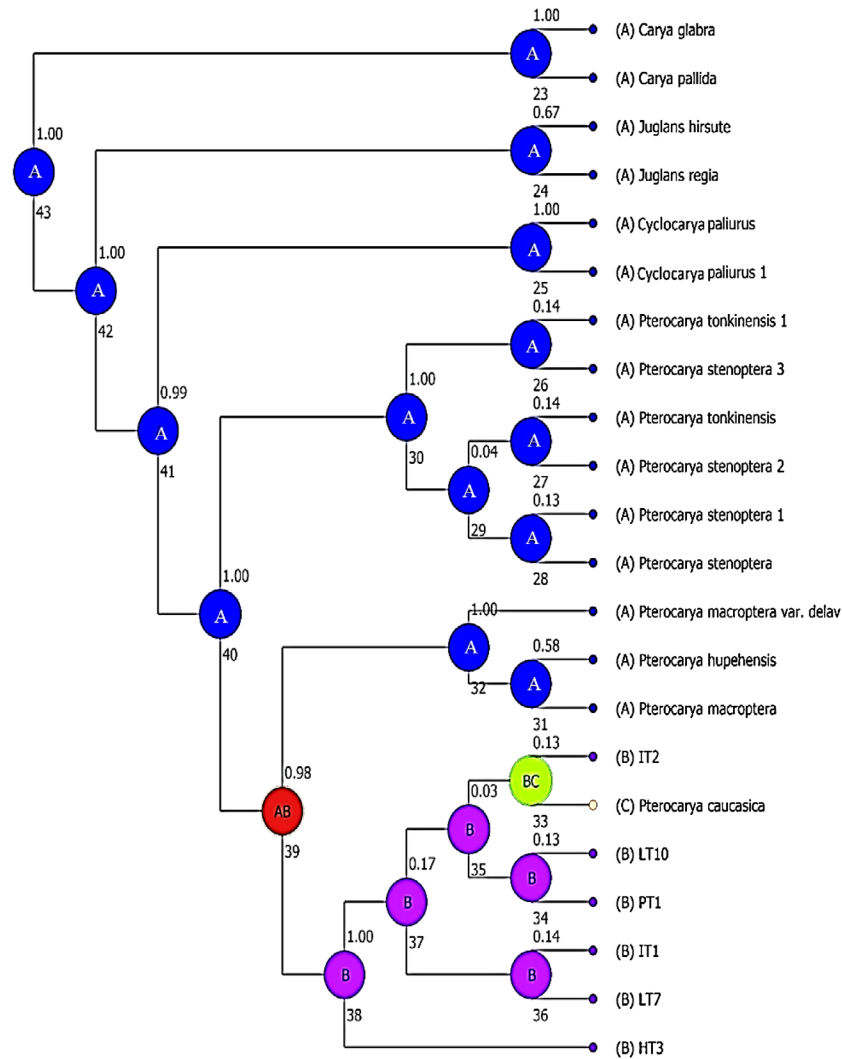 1.00
(A) Carya glabra
A
(A) Carya pallida
23
0.67
(A) Juglans hirsute
1.00
A
A
(A) Juglans regia
24
43
1.00
(A) Cyclocarya paliurus
1.00
A
A
(A) Cyclocarya paliurus 1
25
42
0.14
(A) Pterocarya tonkinensis 1
A
(A) Pterocarya stenoptera 3
1.00
26
0.99
0.14
(A) Pterocarya tonkinensis
A
A
A
0.04
(A) Pterocarya stenoptera 2
30
41
27
A
0.13
(A) Pterocarya stenoptera 1
29
A
(A) Pterocarya stenoptera
28
1.00
(A) Pterocarya macroptera var. delav
1.00
A
A
0.58
(A) Pterocarya hupehensis
40
32
A
(A) Pterocarya macroptera
31
0.13
(B) IT2
0.98
BC
0.03
(C) Pterocarya caucasica
AB
33
B
0.13
(B) LT10
39
0.17
35
B
(B) PT1
B
34
1.00
37
0.14
(B) IT1
B
B
(B) LT7
38
36
(B) HT3